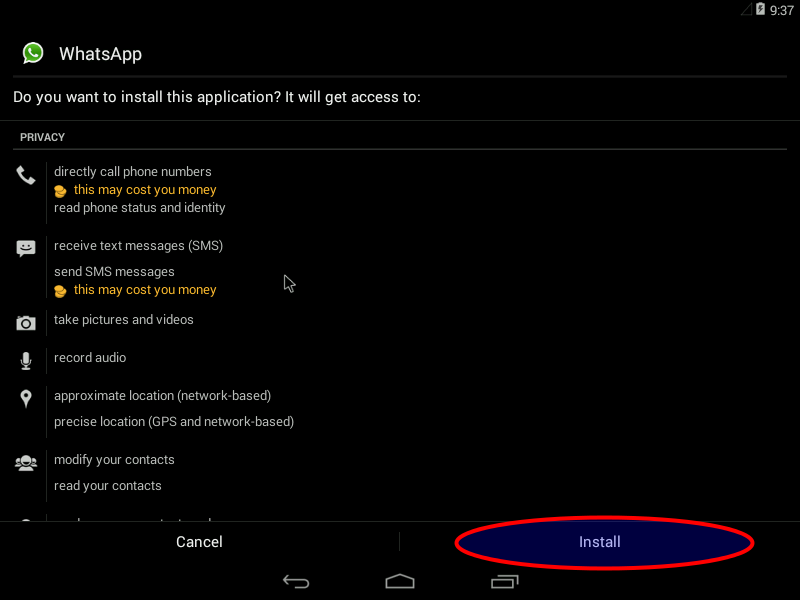 9:37
WhatsApp
Do you want to install this application? It will get access to:
PRIVACY
directly call phone numbers
this may cost you money
read phone status and identity
receive text messages (SMS)
send SMS messages
this may cost you money
take pictures and videos
record audio
approximate location (network-based)
precise location (GPS and network-based)
modify your contacts
read your contacts
Cancel
Install